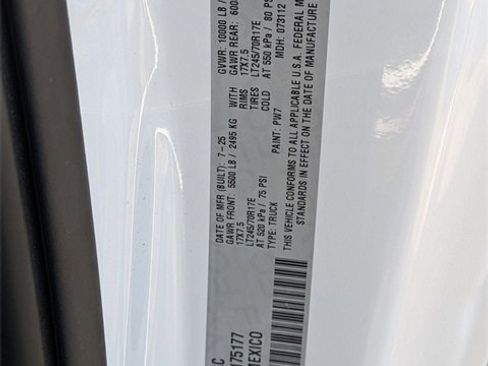 DATE OF MFR (BUILT): 7-25 GVWR: 10000 LB /
GAWR FRONT: 5500 LB / 2495 KG WITH GAWR REAR: 600
17X7.5 RIMS 17X7.5
LT245/70R17E TIRES LT245/70R17E
AT 520 kPa / 75 PSI COLD AT 550 kPa / 80 PSI
TYPE: TRUCK PAINT: PW7 MDH: 073112
THIS VEHICLE CONFORMS TO ALL APPLICABLE U.S.A. FEDERAL M
STANDARDS IN EFFECT ON THE DATE OF MANUFACTURE
C
175177
MEXICO